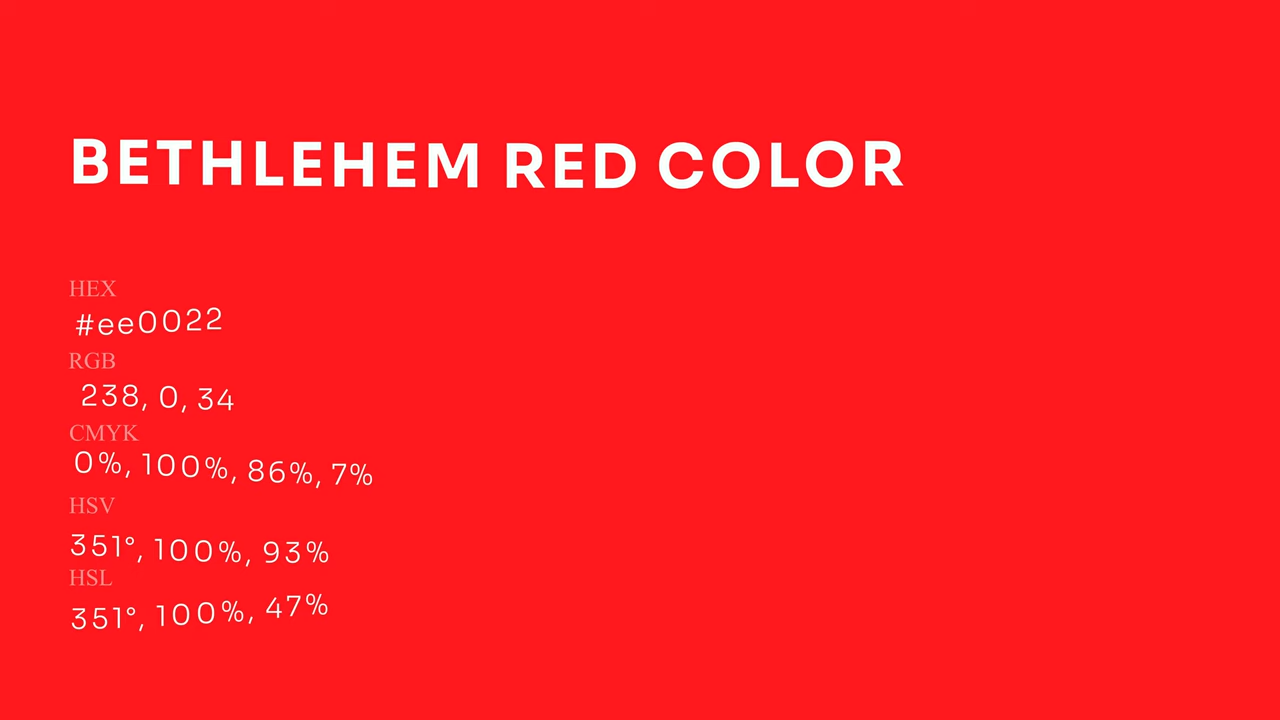 BETHLEHEM RED COLOR
HEX
#ee0022
RGB
238, 0, 34
CMYK
0%, 100%, 86%, 7%
HSV
351°, 100%, 93%
HSL
351°, 100%, 47%